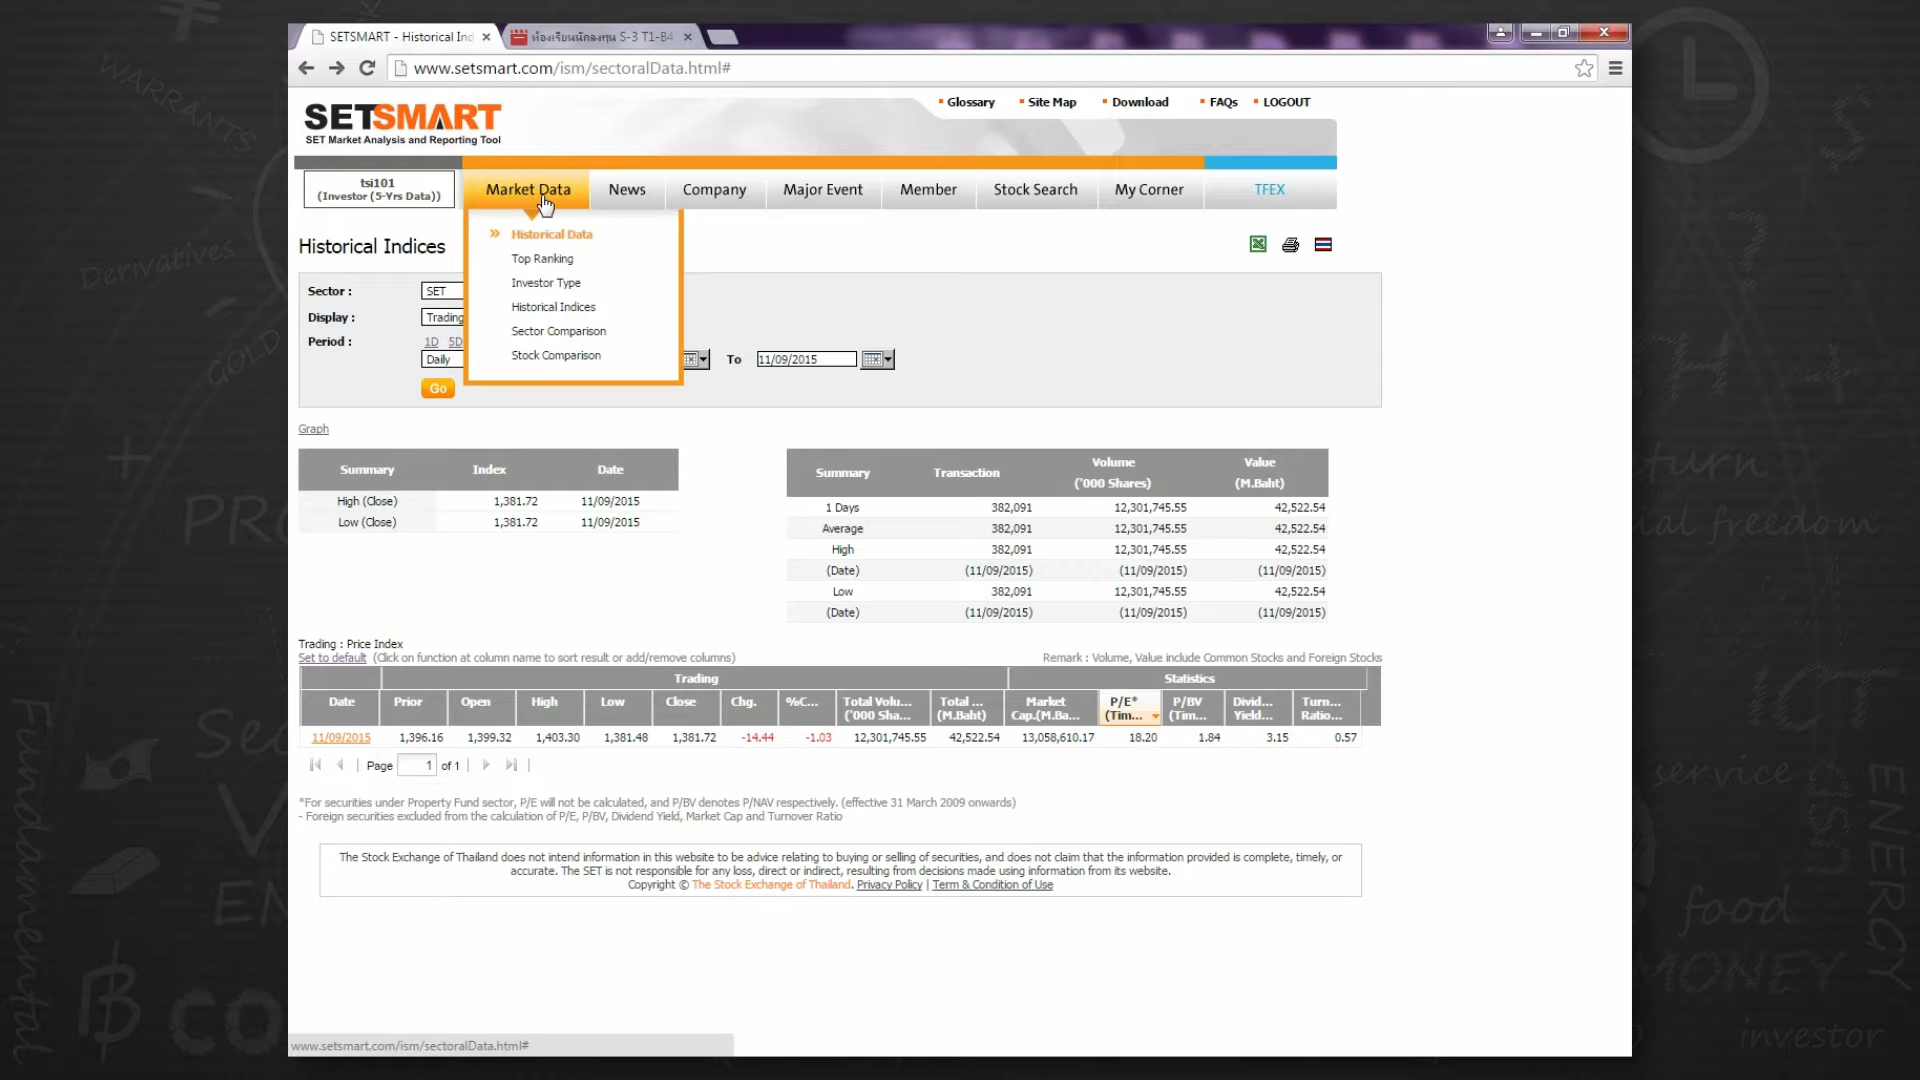 SETSMART - Historical Ind
ห้องเรียนนักลงทุน S-3 T1-B4
www.setsmart.com/ism/sectoralData.html#
SETSMART
SET Market Analysis and Reporting Tool
Glossary Site Map Download FAQs LOGOUT
tsi101
(Investor (5-Yrs Data))
Market Data News Company Major Event Member Stock Search My Corner TFEX
Historical Indices
» Historical Data
Top Ranking
Investor Type
Historical Indices
Sector Comparison
Stock Comparison
Sector : SET
Display : Trading
Period : 1D 5D
Daily To 11/09/2015
Go
Graph
Summary Index Date
High (Close) 1,381.72 11/09/2015
Low (Close) 1,381.72 11/09/2015
Summary Transaction Volume ('000 Shares) Value (M.Baht)
1 Days 382,091 12,301,745.55 42,522.54
Average 382,091 12,301,745.55 42,522.54
High 382,091 12,301,745.55 42,522.54
(Date) (11/09/2015) (11/09/2015) (11/09/2015)
Low 382,091 12,301,745.55 42,522.54
(Date) (11/09/2015) (11/09/2015) (11/09/2015)
Trading : Price Index
Set to default (Click on function at column name to sort result or add/remove columns) Remark : Volume, Value include Common Stocks and Foreign Stocks
Trading Statistics
Date Prior Open High Low Close Chg. %C... Total Volu... Total ... Market P/E* P/BV Divid... Turn...
('000 Sha... (M.Baht) Cap.(M.Ba... (Tim... (Tim... Yield... Ratio...
11/09/2015 1,396.16 1,399.32 1,403.30 1,381.48 1,381.72 -14.44 -1.03 12,301,745.55 42,522.54 13,058,610.17 18.20 1.84 3.15 0.57
Page 1 of 1
*For securities under Property Fund sector, P/E will not be calculated, and P/BV denotes P/NAV respectively. (effective 31 March 2009 onwards)
- Foreign securities excluded from the calculation of P/E, P/BV, Dividend Yield, Market Cap and Turnover Ratio
The Stock Exchange of Thailand does not intend information in this website to be advice relating to buying or selling of securities, and does not claim that the information provided is complete, timely, or
accurate. The SET is not responsible for any loss, direct or indirect, resulting from decisions made using information from its website.
Copyright © The Stock Exchange of Thailand. Privacy Policy | Term & Condition of Use
www.setsmart.com/ism/sectoralData.html#
WARRANTS
Derivatives
GOLD
Fundamental
financial freedom
service
ENERGY
food
MONEY
investor